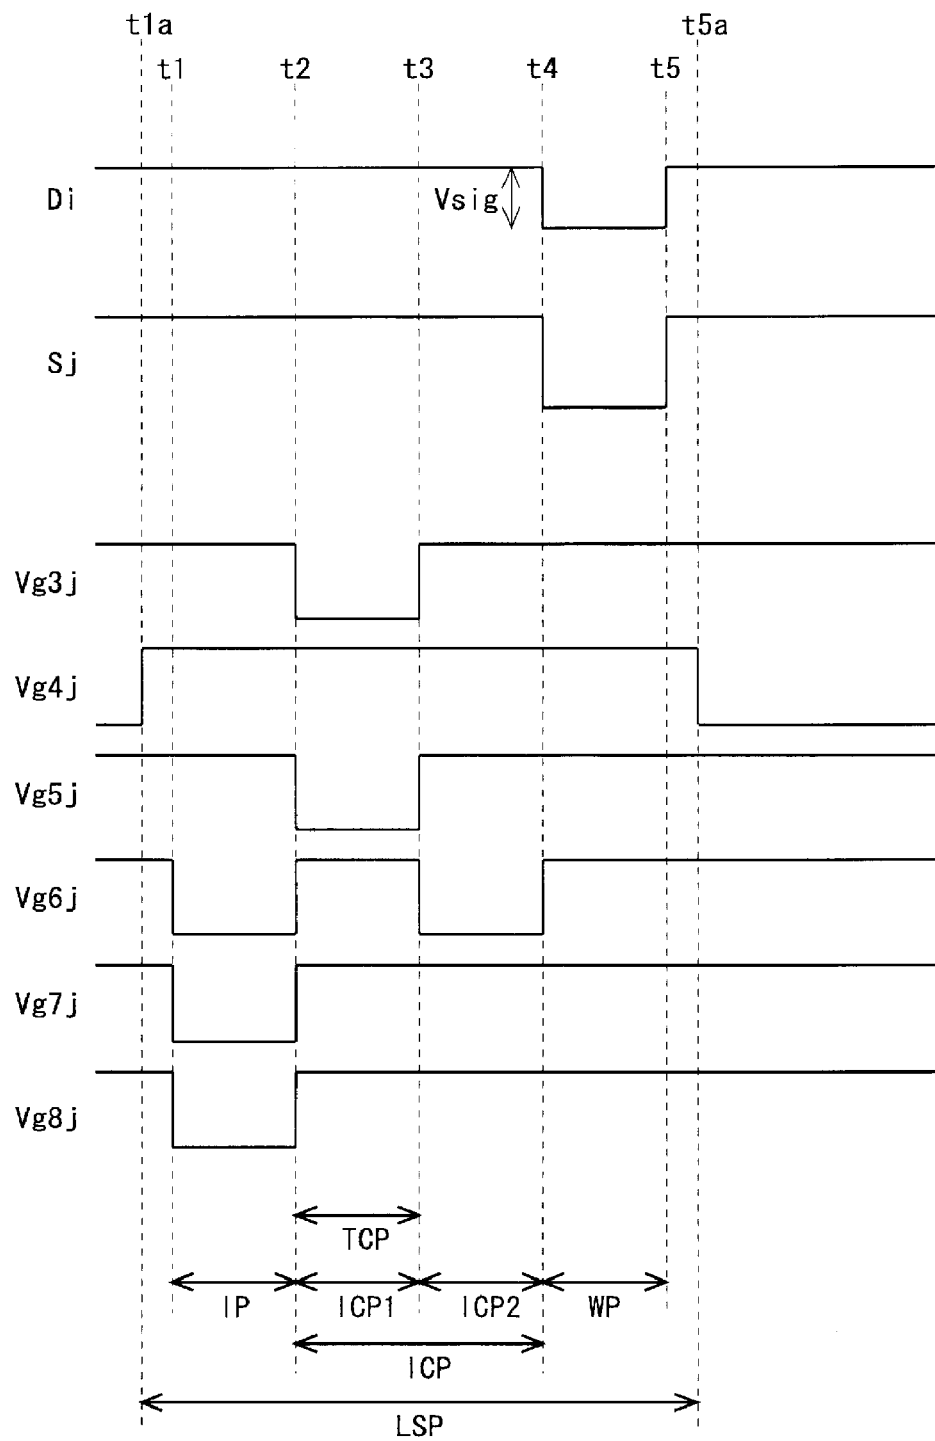 t1a t5a
t1 t2 t3 t4 t5
Di
Vsig
Sj
Vg3j
Vg4j
Vg5j
Vg6j
Vg7j
Vg8j
TCP
IP ICP1 ICP2 WP
ICP
LSP